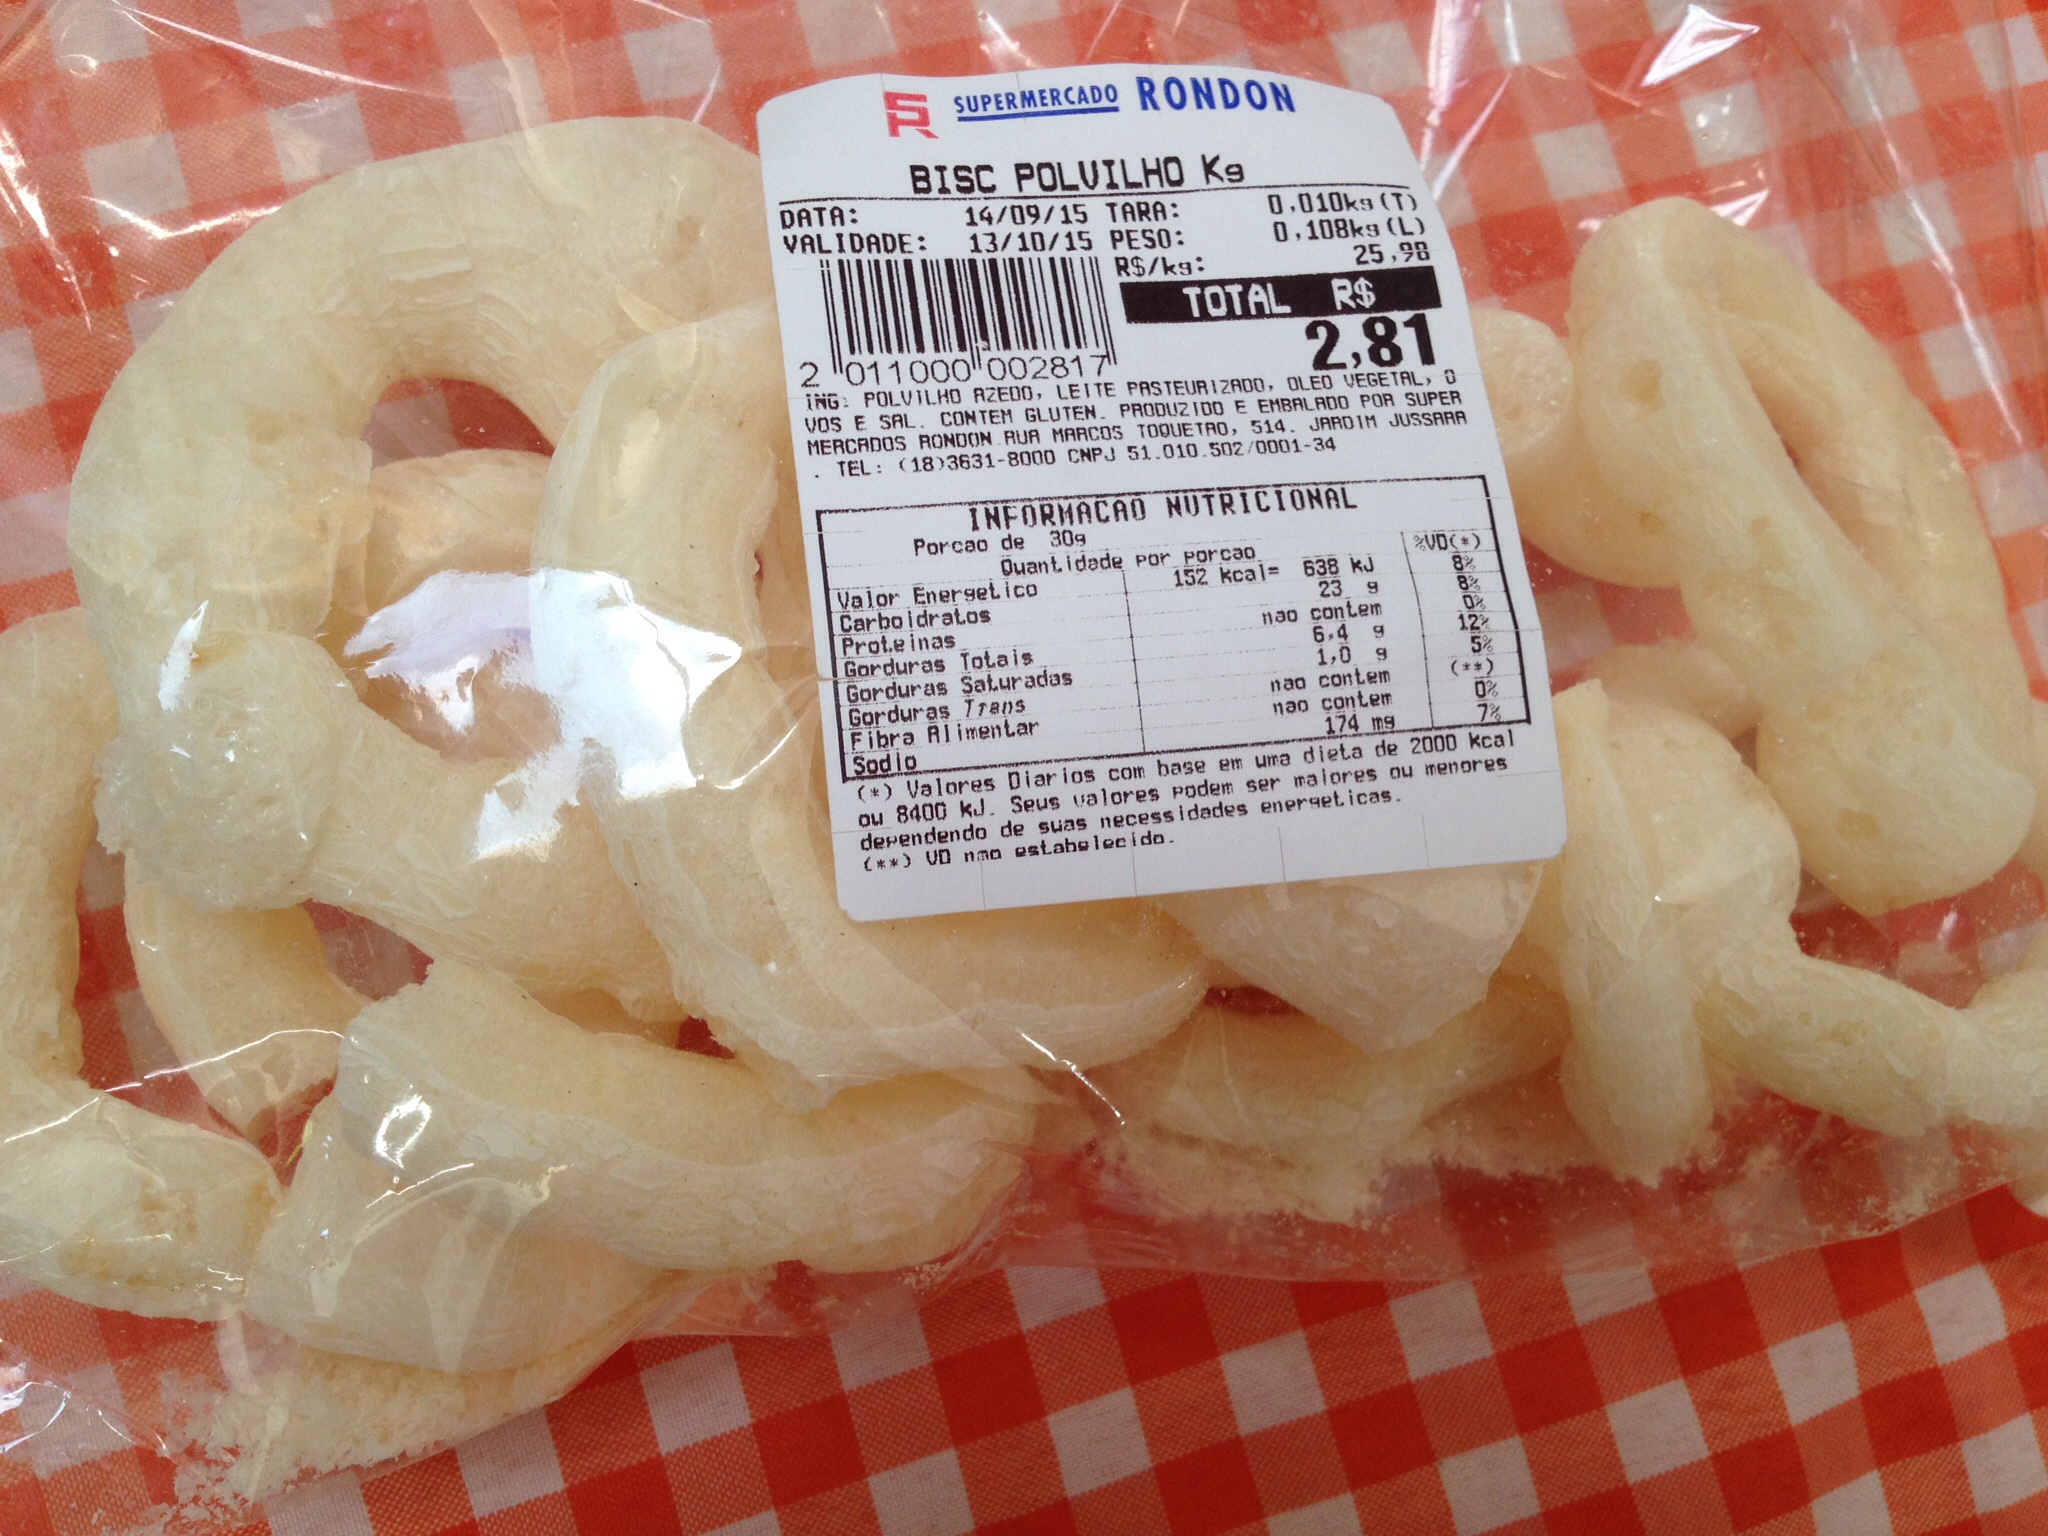 SR SUPERMERCADO RONDON
BISC POLVILHO Kg
DATA: 14/09/15 TARA: 0,010kg (T)
VALIDADE: 13/10/15 PESO: 0,108kg (L)
R$/kg: 25,98
TOTAL R$
2,81
2 011000 002817
ING: POLVILHO AZEDO, LEITE PASTEURIZADO, OLEO VEGETAL, O
VOS E SAL. CONTEM GLUTEN. PRODUZIDO E EMBALADO POR SUPER
MERCADOS RONDON.RUA MARCOS TOQUETAO, 514. JARDIM JUSSARA
. TEL: (18)3631-8000 CNPJ 51.010.502/0001-34
INFORMACAO NUTRICIONAL
Porcao de 30g
Quantidade por porcao %VD(*)
Valor Energetico 152 kcal= 638 kJ 8%
Carboidratos 23 g 8%
Proteinas nao contem 0%
Gorduras Totais 6,4 g 12%
Gorduras Saturadas 1,0 g 5%
Gorduras Trans nao contem (**)
Fibra Alimentar nao contem 0%
Sodio 174 mg 7%
(*) Valores Diarios com base em uma dieta de 2000 kcal
ou 8400 kJ. Seus valores podem ser maiores ou menores
dependendo de suas necessidades energeticas.
(**) VD nao estabelecido.